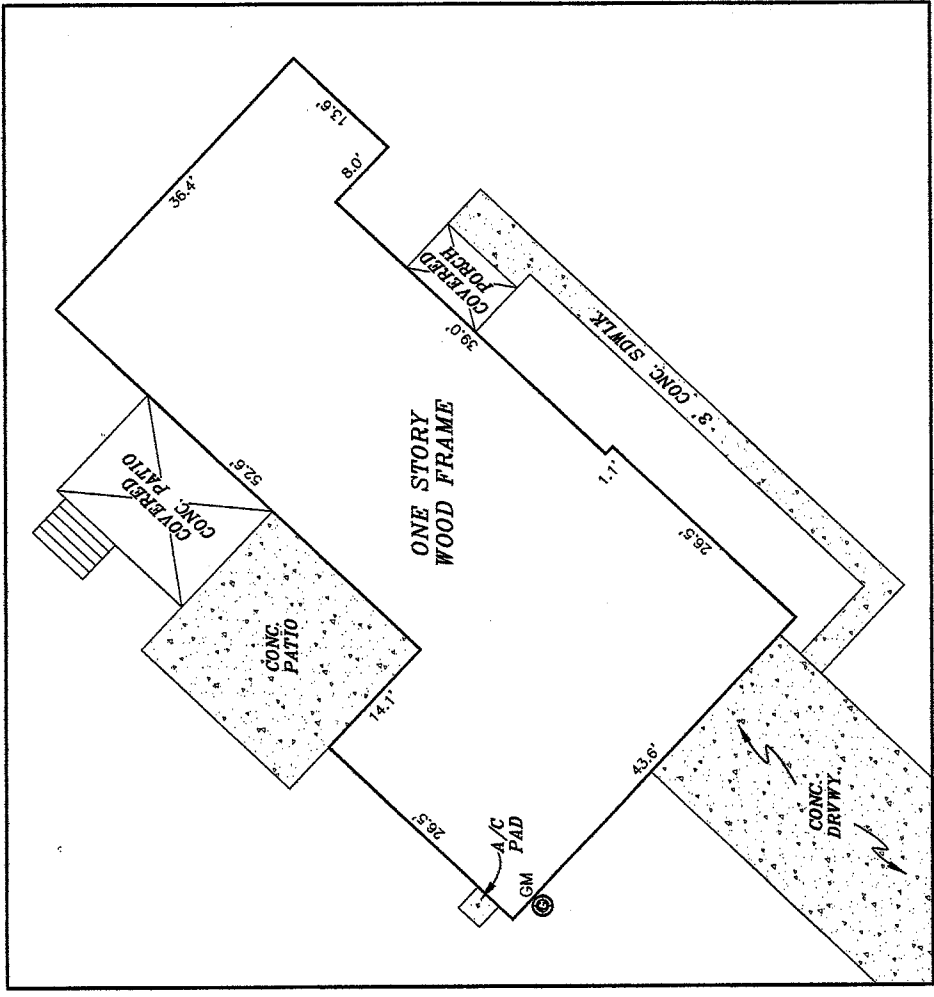 13.6'
36.4'
8.0'
COVERED
PORCH
39.0'
3' CONC. SDWLK
COVERED
CONC. PATIO
52.6'
ONE STORY
WOOD FRAME
1.1'
26.5'
CONC.
PATIO
14.1'
43.6'
26.5'
A/C
PAD
GM
G
CONC.
DRVWY.